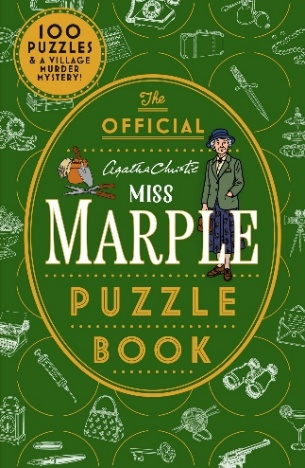 100
PUZZLES
& A VILLAGE
MURDER
MYSTERY!
The
OFFICIAL
Agatha Christie
MISS
MARPLE
PUZZLE
BOOK